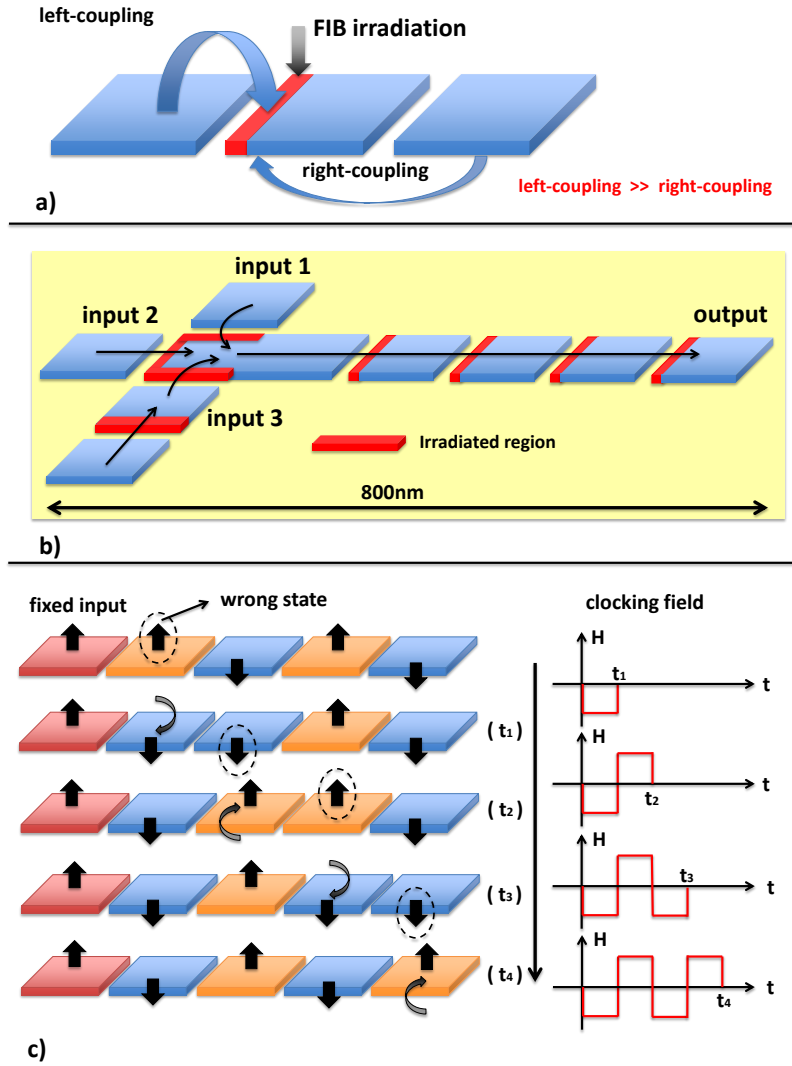 left-coupling
FIB irradiation
right-coupling
left-coupling >> right-coupling
a)
input 1
input 2
output
input 3
Irradiated region
800nm
b)
fixed input
wrong state
clocking field
H
t₁
t
( t₁ )
H
t₂
t
( t₂ )
H
t₃
t
( t₃ )
H
t₄
t
( t₄ )
c)